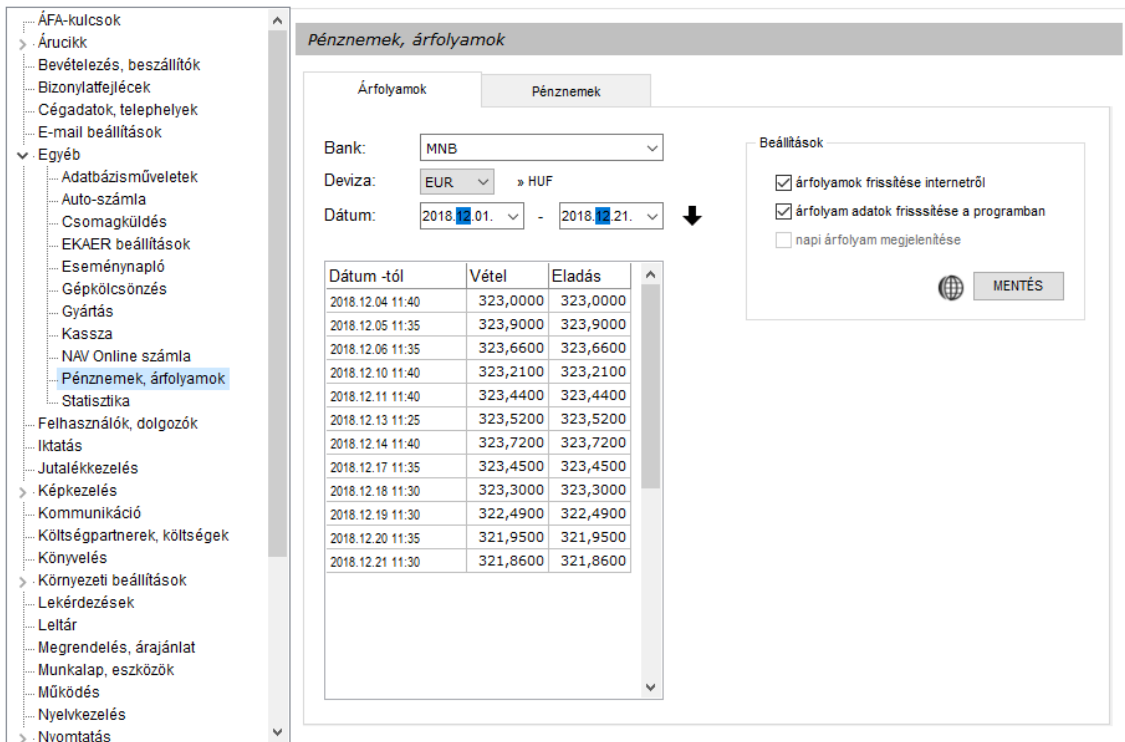 ÁFA-kulcsok
Árucikk
Bevételezés, beszállítók
Bizonylatfejlécek
Cégadatok, telephelyek
E-mail beállítások
Egyéb
Adatbázisműveletek
Auto-számla
Csomagküldés
EKAER beállítások
Eseménynapló
Gépkölcsönzés
Gyártás
Kassza
NAV Online számla
Pénznemek, árfolyamok
Statisztika
Felhasználók, dolgozók
Iktatás
Jutalékkezelés
Képkezelés
Kommunikáció
Költségpartnerek, költségek
Könyvelés
Környezeti beállítások
Lekérdezések
Leltár
Megrendelés, árajánlat
Munkalap, eszközök
Működés
Nyelvkezelés
Nyomtatás
Pénznemek, árfolyamok
Árfolyamok Pénznemek
Bank: MNB
Deviza: EUR » HUF
Dátum: 2018.12.01. - 2018.12.21.
Dátum -tól Vétel Eladás
2018.12.04 11:40 323,0000 323,0000
2018.12.05 11:35 323,9000 323,9000
2018.12.06 11:35 323,6600 323,6600
2018.12.10 11:40 323,2100 323,2100
2018.12.11 11:40 323,4400 323,4400
2018.12.13 11:25 323,5200 323,5200
2018.12.14 11:40 323,7200 323,7200
2018.12.17 11:35 323,4500 323,4500
2018.12.18 11:30 323,3000 323,3000
2018.12.19 11:30 322,4900 322,4900
2018.12.20 11:35 321,9500 321,9500
2018.12.21 11:30 321,8600 321,8600
Beállítások
árfolyamok frissítése internetről
árfolyam adatok frisssítése a programban
napi árfolyam megjelenítése
MENTÉS